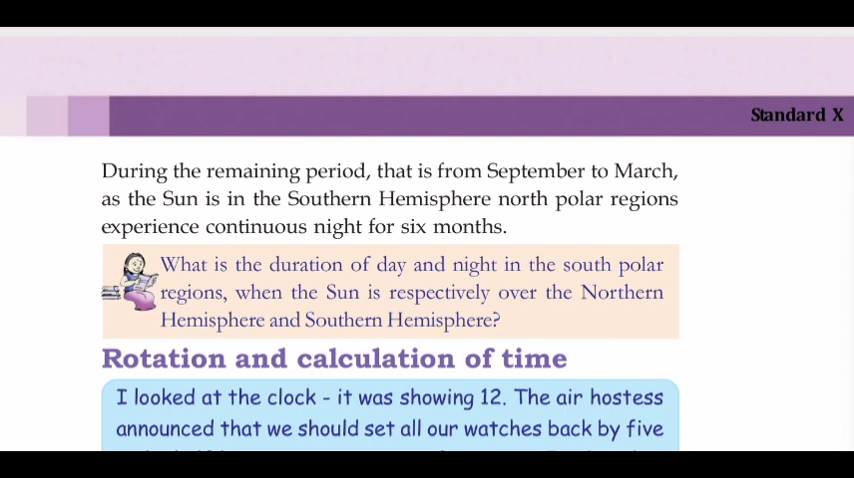 Standard X
During the remaining period, that is from September to March,
as the Sun is in the Southern Hemisphere north polar regions
experience continuous night for six months.
What is the duration of day and night in the south polar
regions, when the Sun is respectively over the Northern
Hemisphere and Southern Hemisphere?
Rotation and calculation of time
I looked at the clock - it was showing 12. The air hostess
announced that we should set all our watches back by five